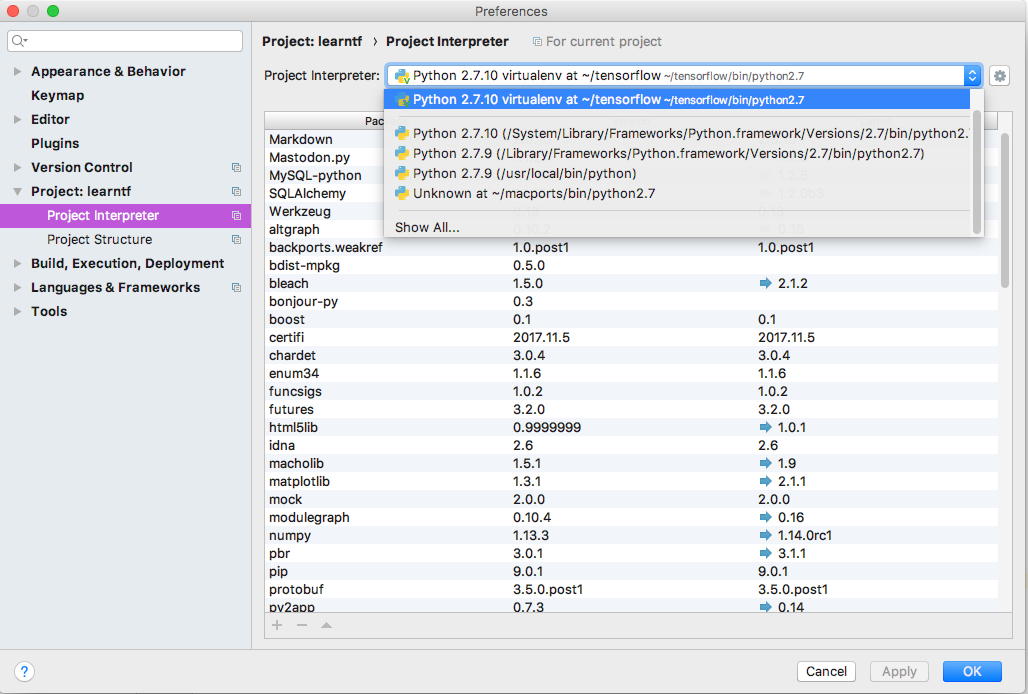 Preferences
Project: learntf › Project Interpreter For current project
Appearance & Behavior
Keymap
Editor
Plugins
Version Control
Project: learntf
Project Interpreter
Project Structure
Build, Execution, Deployment
Languages & Frameworks
Tools
Project Interpreter: Python 2.7.10 virtualenv at ~/tensorflow ~/tensorflow/bin/python2.7
Python 2.7.10 virtualenv at ~/tensorflow ~/tensorflow/bin/python2.7
Python 2.7.10 (/System/Library/Frameworks/Python.framework/Versions/2.7/bin/python2.
Python 2.7.9 (/Library/Frameworks/Python.framework/Versions/2.7/bin/python2.7)
Python 2.7.9 (/usr/local/bin/python)
Unknown at ~/macports/bin/python2.7
Show All...
Pac
Markdown
Mastodon.py
MySQL-python
SQLAlchemy
Werkzeug
altgraph
backports.weakref 1.0.post1 1.0.post1
bdist-mpkg 0.5.0
bleach 1.5.0 2.1.2
bonjour-py 0.3
boost 0.1 0.1
certifi 2017.11.5 2017.11.5
chardet 3.0.4 3.0.4
enum34 1.1.6 1.1.6
funcsigs 1.0.2 1.0.2
futures 3.2.0 3.2.0
html5lib 0.9999999 1.0.1
idna 2.6 2.6
macholib 1.5.1 1.9
matplotlib 1.3.1 2.1.1
mock 2.0.0 2.0.0
modulegraph 0.10.4 0.16
numpy 1.13.3 1.14.0rc1
pbr 3.0.1 3.1.1
pip 9.0.1 9.0.1
protobuf 3.5.0.post1 3.5.0.post1
py2app 0.7.3 0.14
?
Cancel Apply OK